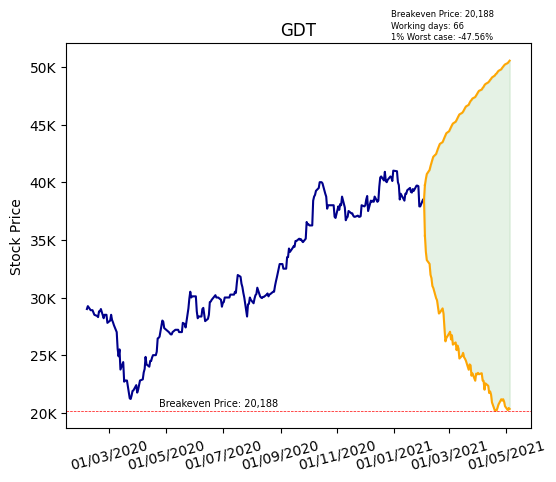 Breakeven Price: 20,188
Working days: 66
1% Worst case: -47.56%
GDT
50K
45K
40K
35K
30K
25K
20K
Stock Price
Breakeven Price: 20,188
01/03/2020
01/05/2020
01/07/2020
01/09/2020
01/11/2020
01/01/2021
01/03/2021
01/05/2021